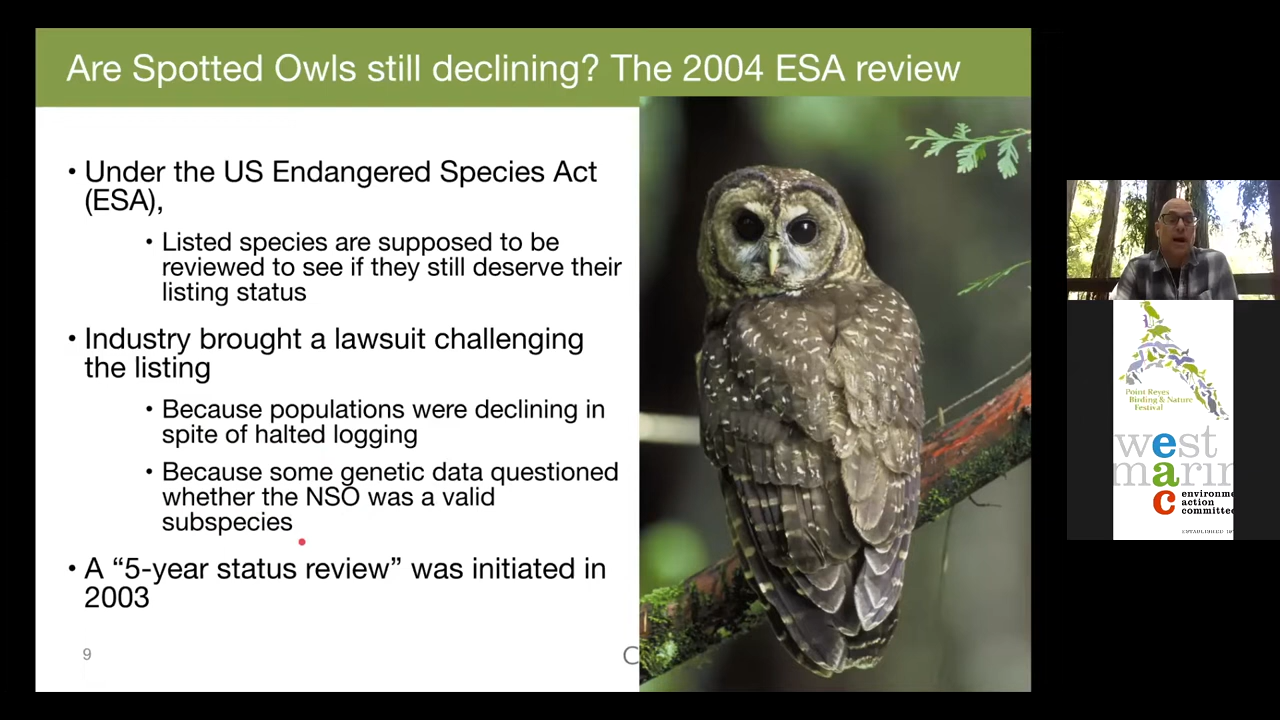 Are Spotted Owls still declining? The 2004 ESA review
• Under the US Endangered Species Act
(ESA),
• Listed species are supposed to be
reviewed to see if they still deserve their
listing status
• Industry brought a lawsuit challenging
the listing
• Because populations were declining in
spite of halted logging
• Because some genetic data questioned
whether the NSO was a valid
subspecies
• A “5-year status review” was initiated in
2003
9
C
Point Reyes
Birding & Nature
Festival
west
marin
eac
environme
action
committee